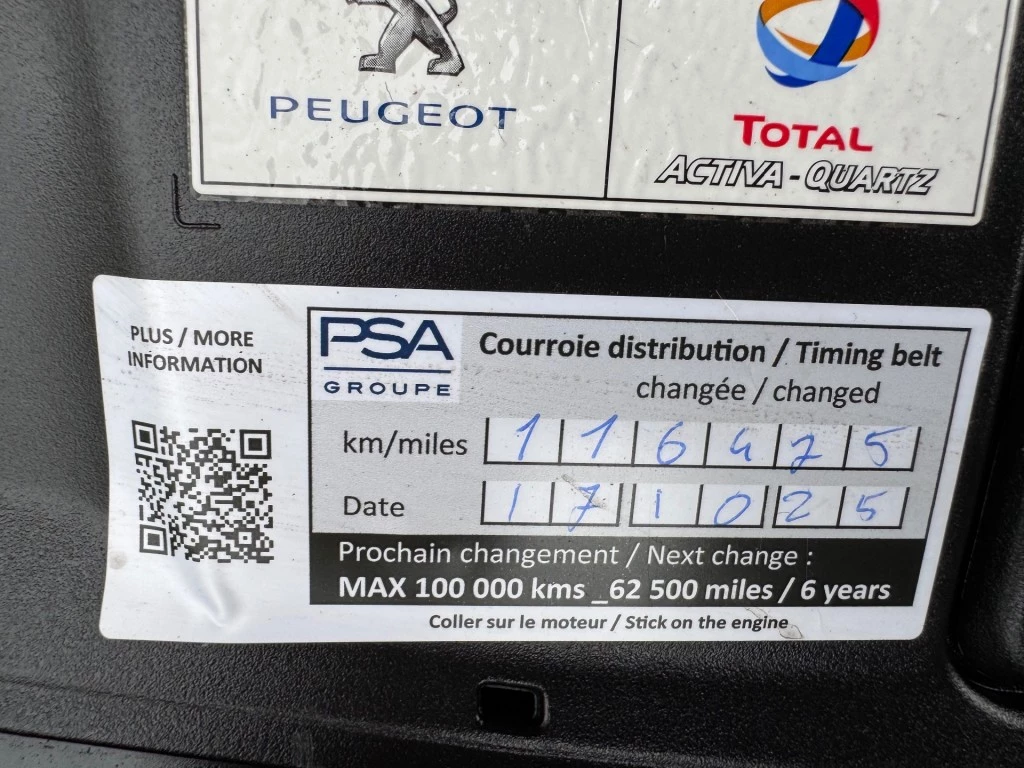 PEUGEOT
TOTAL
ACTIVA - QUARTZ
PLUS / MORE
INFORMATION
PSA
GROUPE
Courroie distribution / Timing belt
changée / changed
km/miles 1 1 6 4 2 5
Date 1 7 1 0 2 5
Prochain changement / Next change :
MAX 100 000 kms _62 500 miles / 6 years
Coller sur le moteur / Stick on the engine